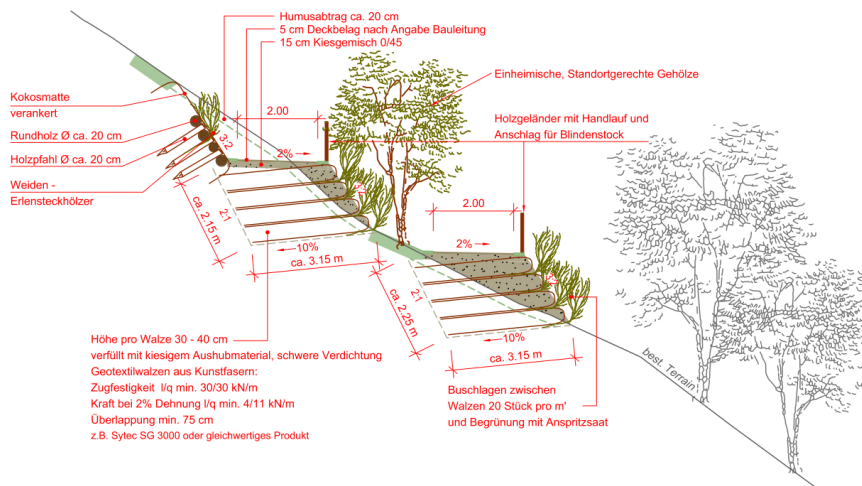 Humusabtrag ca. 20 cm
5 cm Deckbelag nach Angabe Bauleitung
15 cm Kiesgemisch 0/45
Einheimische, Standortgerechte Gehölze
Kokosmatte
verankert
Rundholz Ø ca. 20 cm
Holzpfahl Ø ca. 20 cm
Weiden -
Erlensteckhölzer
3:2
2.00
2%
Holzgeländer mit Handlauf und
Anschlag für Blindenstock
ca. 2.15 m
2:1
10%
ca. 3.15 m
2.00
2%
ca. 2.25 m
2:1
10%
ca. 3.15 m
best. Terrain
Höhe pro Walze 30 - 40 cm
verfüllt mit kiesigem Aushubmaterial, schwere Verdichtung
Geotextilwalzen aus Kunstfasern:
Zugfestigkeit l/q min. 30/30 kN/m
Kraft bei 2% Dehnung l/q min. 4/11 kN/m
Überlappung min. 75 cm
z.B. Sytec SG 3000 oder gleichwertiges Produkt
Buschlagen zwischen
Walzen 20 Stück pro m'
und Begrünung mit Anspritzsaat